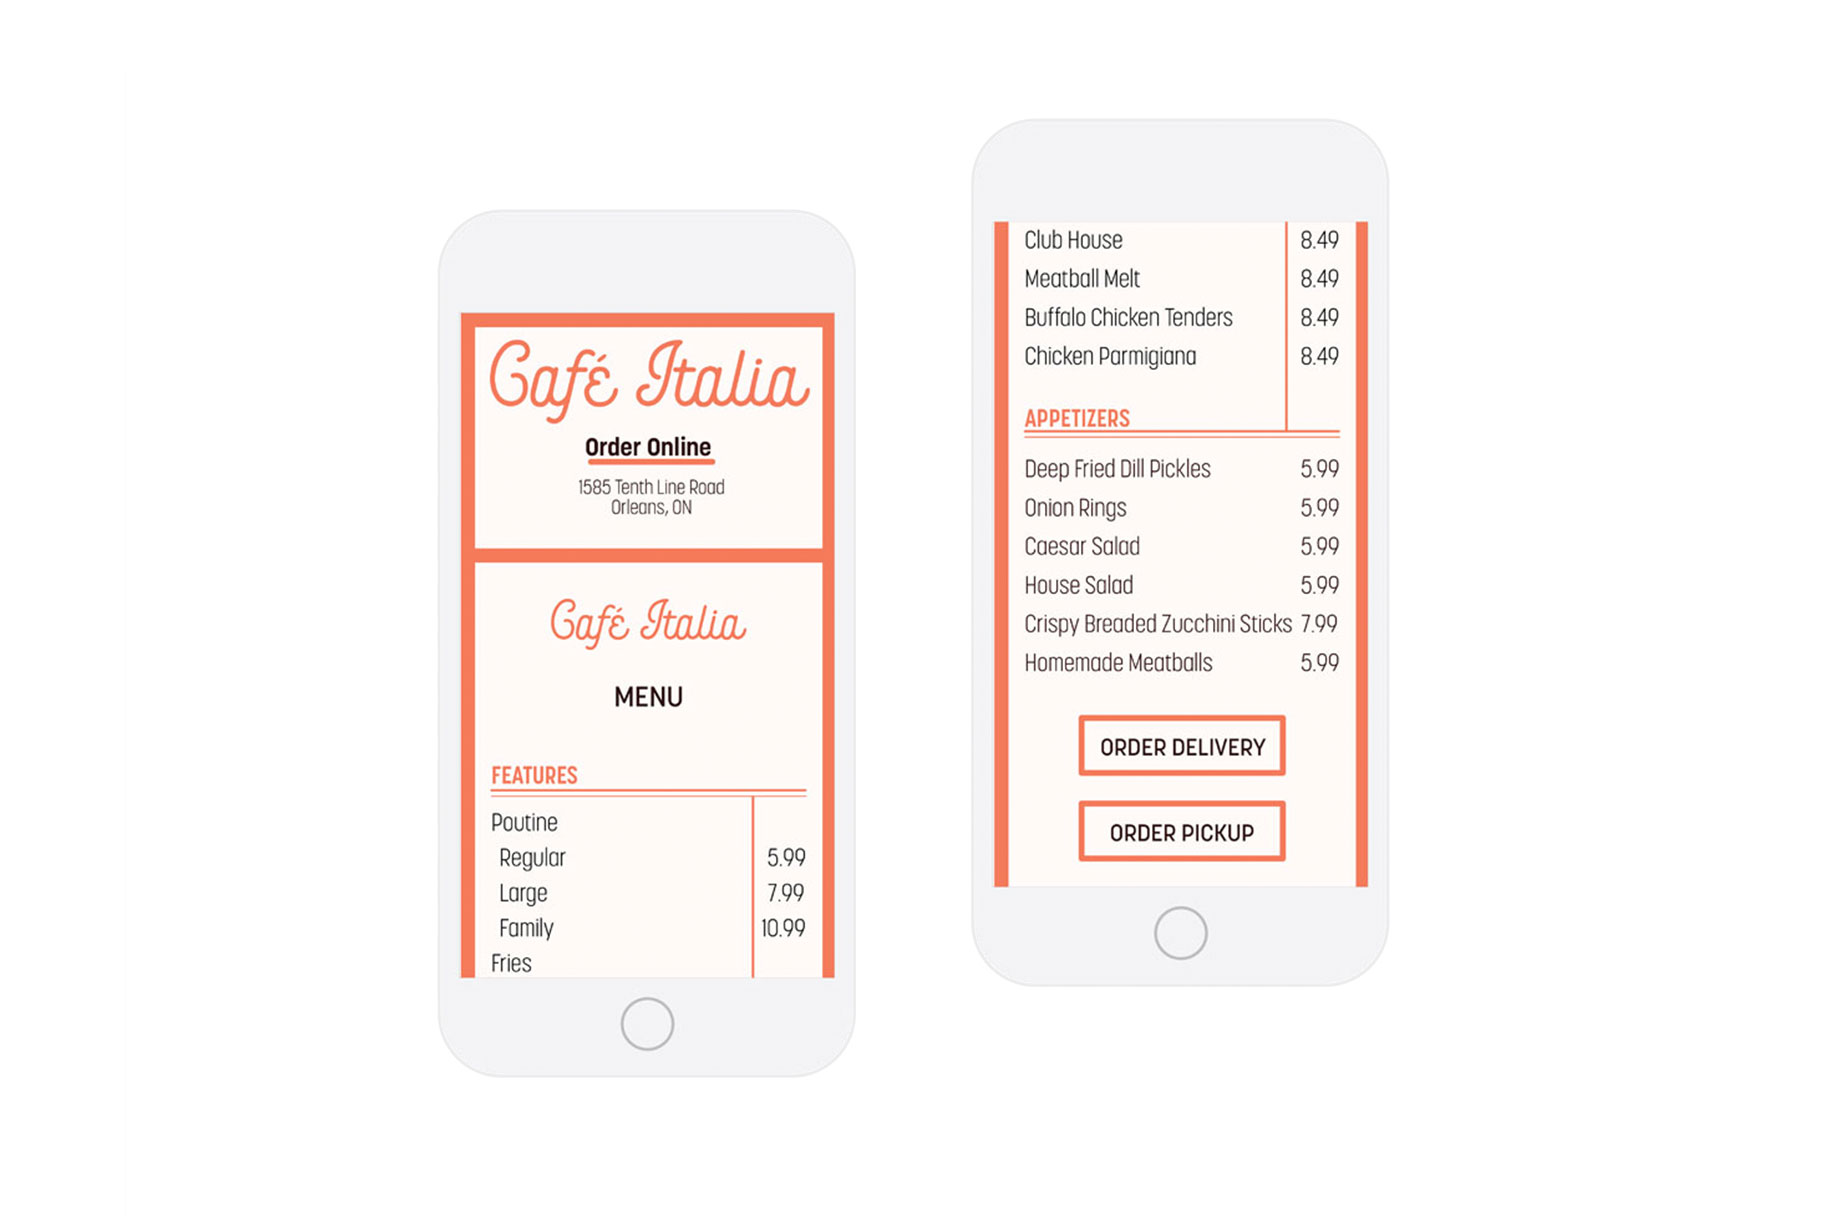 Café Italia
Order Online
1585 Tenth Line Road
Orleans, ON
Café Italia
MENU
FEATURES
Poutine
Regular 5.99
Large 7.99
Family 10.99
Fries
Club House 8.49
Meatball Melt 8.49
Buffalo Chicken Tenders 8.49
Chicken Parmigiana 8.49
APPETIZERS
Deep Fried Dill Pickles 5.99
Onion Rings 5.99
Caesar Salad 5.99
House Salad 5.99
Crispy Breaded Zucchini Sticks 7.99
Homemade Meatballs 5.99
ORDER DELIVERY
ORDER PICKUP